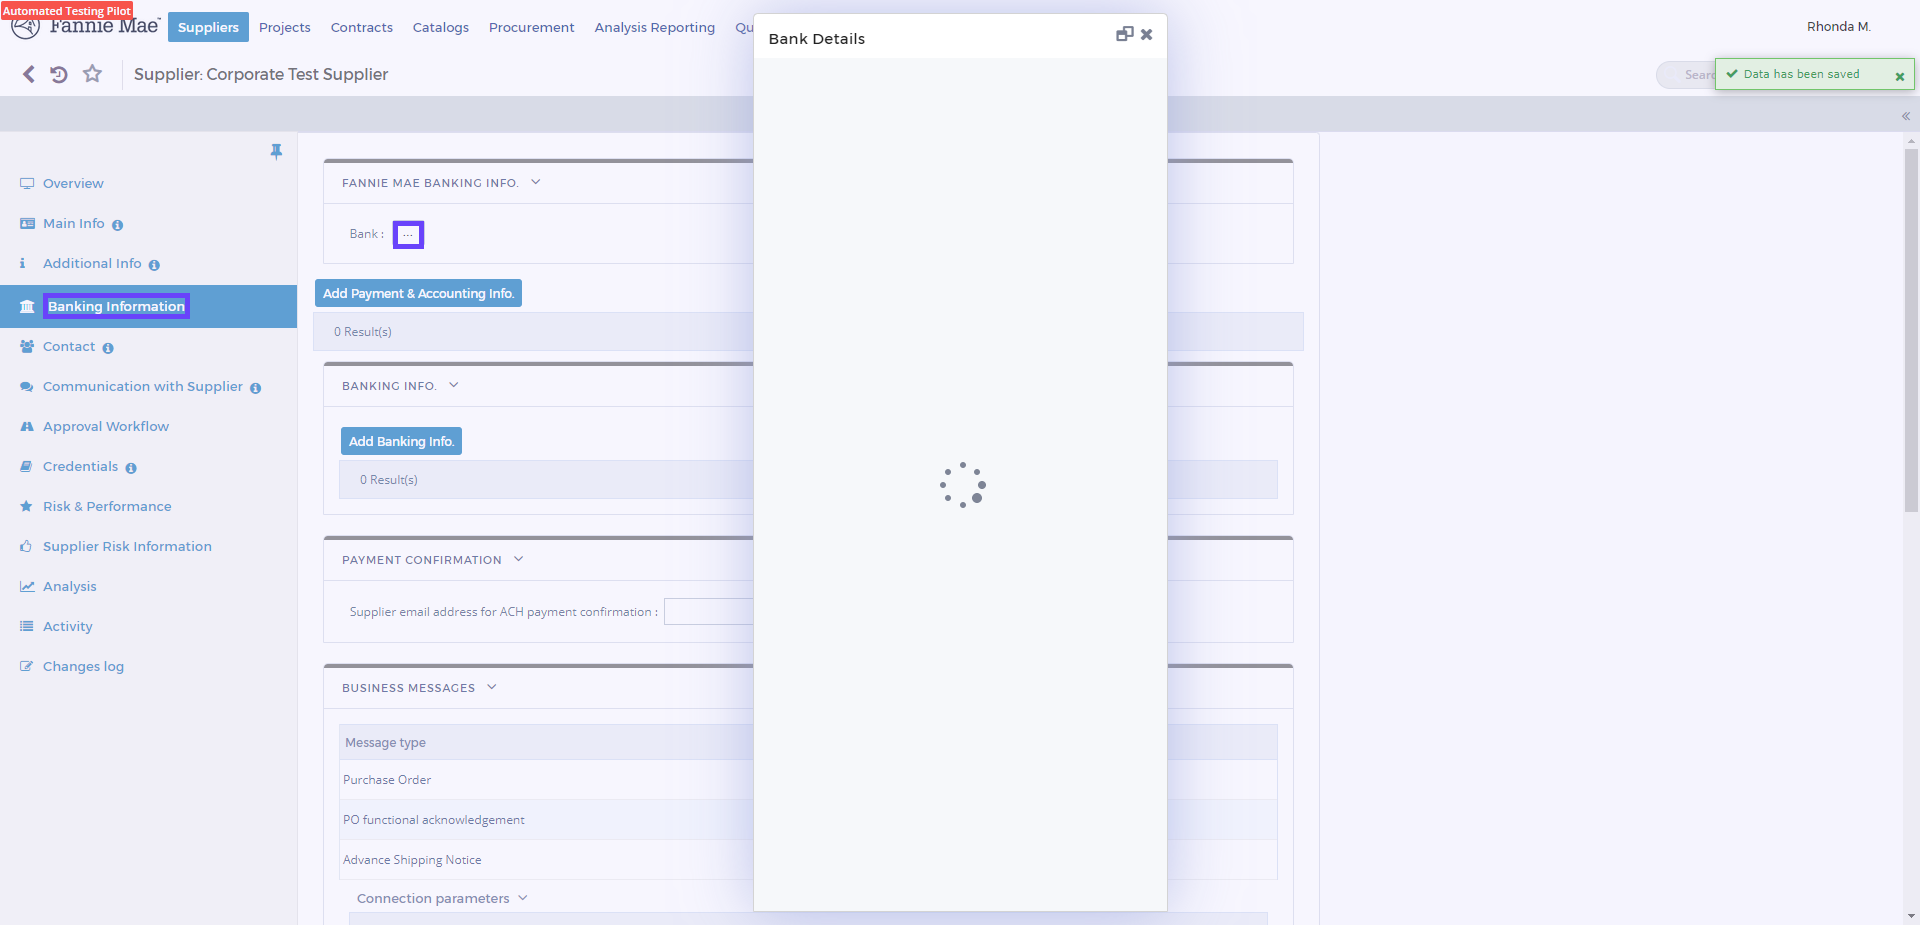 Automated Testing Pilot
Fannie Mae™
Suppliers
Projects
Contracts
Catalogs
Procurement
Analysis Reporting
Rhonda M.
Supplier: Corporate Test Supplier
Data has been saved
Bank Details
Overview
Main Info
Additional Info
Banking Information
Contact
Communication with Supplier
Approval Workflow
Credentials
Risk & Performance
Supplier Risk Information
Analysis
Activity
Changes log
FANNIE MAE BANKING INFO.
Bank :
...
Add Payment & Accounting Info.
0 Result(s)
BANKING INFO.
Add Banking Info.
0 Result(s)
PAYMENT CONFIRMATION
Supplier email address for ACH payment confirmation :
BUSINESS MESSAGES
Message type
Purchase Order
PO functional acknowledgement
Advance Shipping Notice
Connection parameters